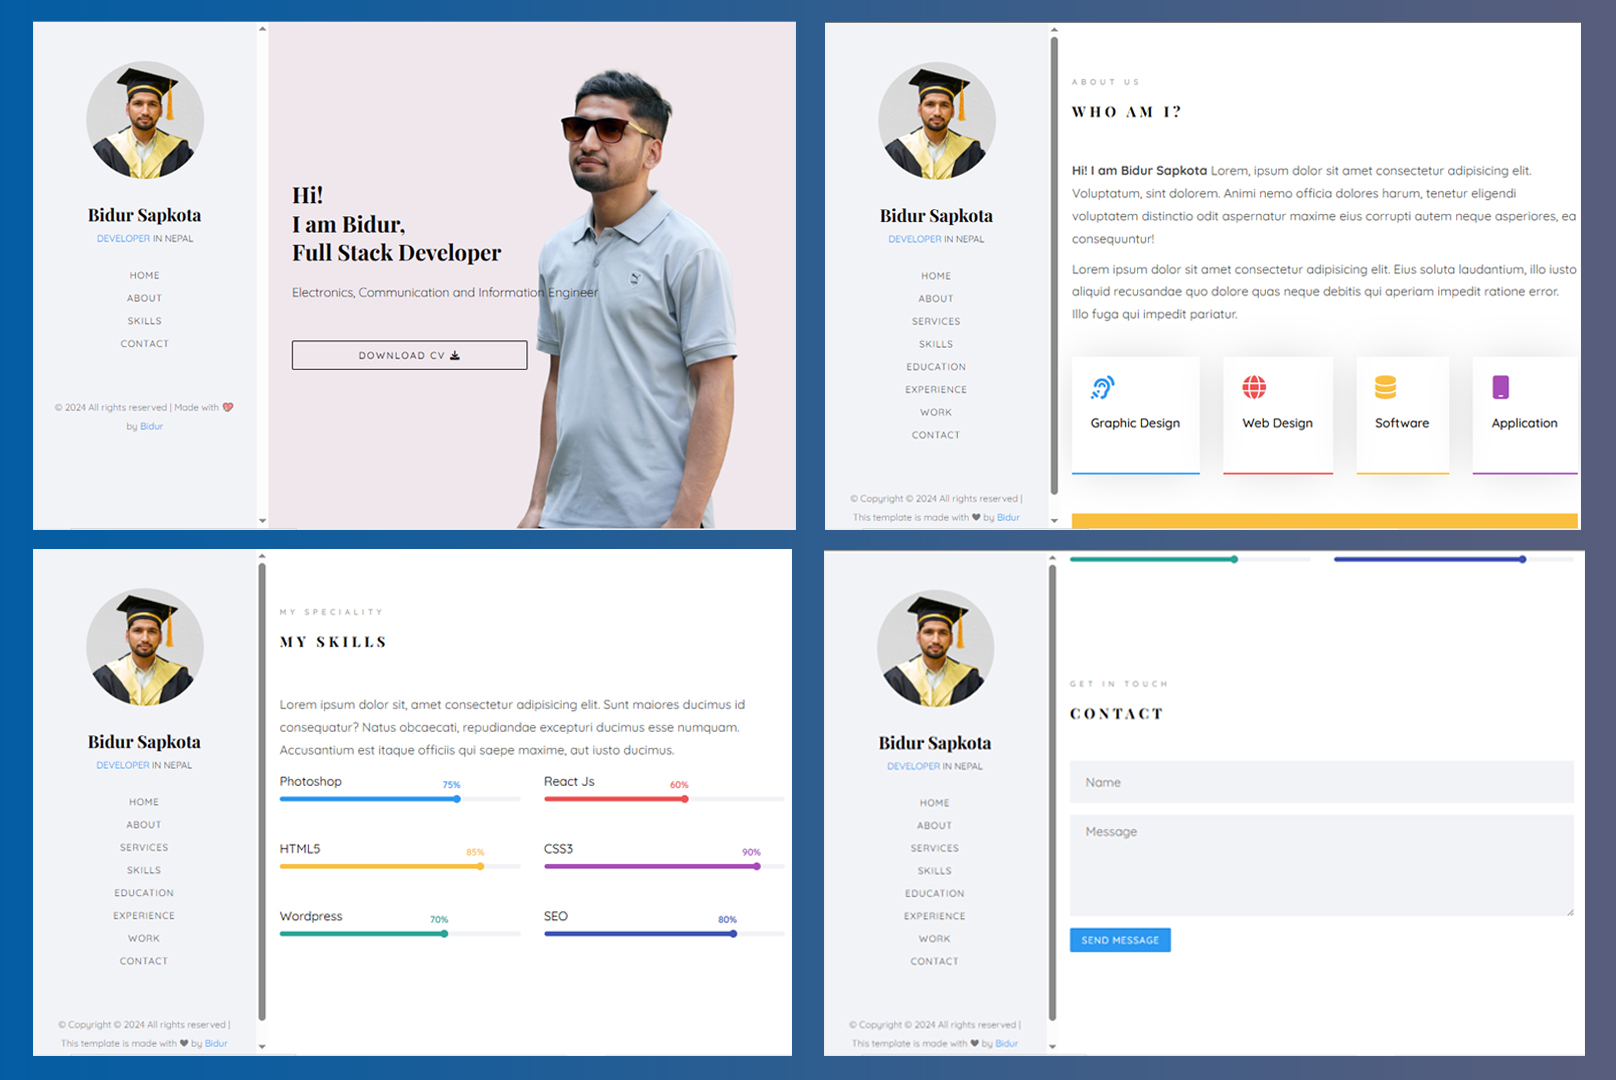 Bidur Sapkota
DEVELOPER IN NEPAL
HOME
ABOUT
SKILLS
CONTACT
© 2024 All rights reserved | Made with
by Bidur
Hi!
I am Bidur,
Full Stack Developer
Electronics, Communication and Information Engineer
DOWNLOAD CV
Bidur Sapkota
DEVELOPER IN NEPAL
HOME
ABOUT
SERVICES
SKILLS
EDUCATION
EXPERIENCE
WORK
CONTACT
© Copyright © 2024 All rights reserved |
This template is made with ♥ by Bidur
ABOUT US
WHO AM I?
Hi! I am Bidur Sapkota Lorem, ipsum dolor sit amet consectetur adipisicing elit.
Voluptatum, sint dolorem. Animi nemo officia dolores harum, tenetur eligendi
voluptatem distinctio odit aspernatur maxime eius corrupti autem neque asperiores, ea
consequuntur!
Lorem ipsum dolor sit amet consectetur adipisicing elit. Eius soluta laudantium, illo iusto
aliquid recusandae quo dolore quas neque debitis qui aperiam impedit ratione error.
Illo fuga qui impedit pariatur.
Graphic Design
Web Design
Software
Application
Bidur Sapkota
DEVELOPER IN NEPAL
HOME
ABOUT
SERVICES
SKILLS
EDUCATION
EXPERIENCE
WORK
CONTACT
© Copyright © 2024 All rights reserved |
This template is made with ♥ by Bidur
MY SPECIALITY
MY SKILLS
Lorem ipsum dolor sit, amet consectetur adipisicing elit. Sunt maiores ducimus id
consequatur? Natus obcaecati, repudiandae excepturi ducimus esse numquam.
Accusantium est itaque officiis qui saepe maxime, aut iusto ducimus.
Photoshop 75%
React Js 60%
HTML5 85%
CSS3 90%
Wordpress 70%
SEO 80%
Bidur Sapkota
DEVELOPER IN NEPAL
HOME
ABOUT
SERVICES
SKILLS
EDUCATION
EXPERIENCE
WORK
CONTACT
© Copyright © 2024 All rights reserved |
This template is made with ♥ by Bidur
GET IN TOUCH
CONTACT
Name
Message
SEND MESSAGE